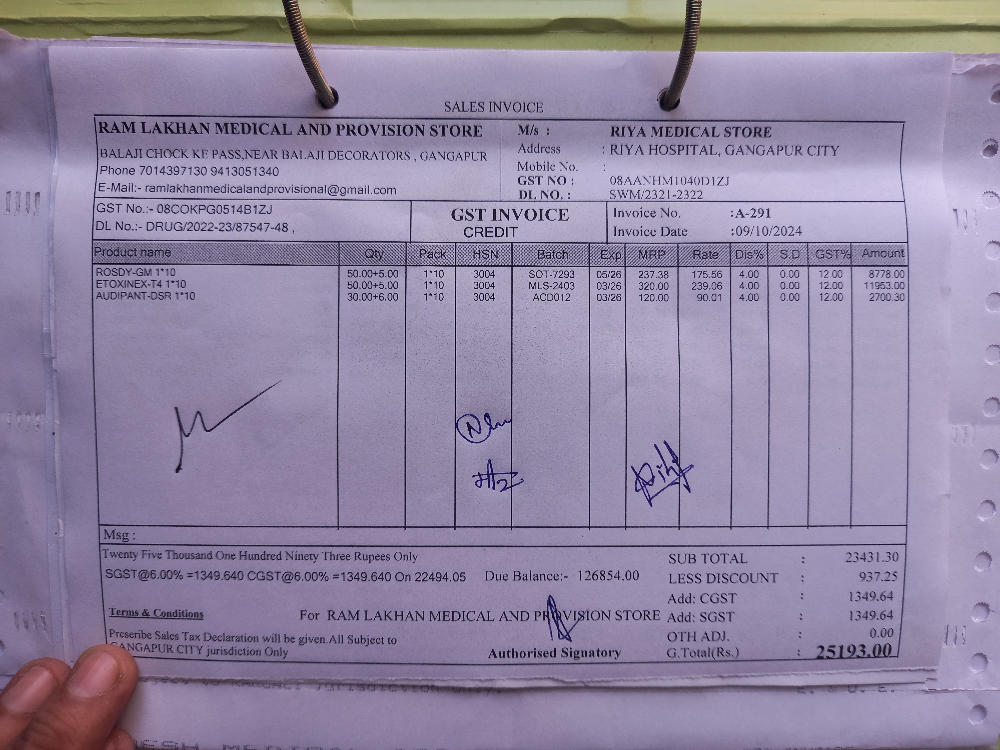 SALES INVOICE
RAM LAKHAN MEDICAL AND PROVISION STORE
BALAJI CHOCK KE PASS,NEAR BALAJI DECORATORS , GANGAPUR
Phone 7014397130 9413051340
E-Mail:- ramlakhanmedicalandprovisional@gmail.com
M/s : RIYA MEDICAL STORE
Address : RIYA HOSPITAL, GANGAPUR CITY
Mobile No. :
GST NO : 08AANHM1040D1ZJ
DL NO. : SWM/2321-2322
GST No.:- 08COKPG0514B1ZJ
DL No.:- DRUG/2022-23/87547-48 ,
GST INVOICE
CREDIT
Invoice No. :A-291
Invoice Date :09/10/2024
Product name Qty Pack HSN Batch Exp MRP Rate Dis% S.D GST% Amount
ROSDY-GM 1*10 50.00+5.00 1*10 3004 SOT-7293 05/26 237.38 175.56 4.00 0.00 12.00 8778.00
ETOXINEX-T4 1*10 50.00+5.00 1*10 3004 MLS-2403 03/26 320.00 239.06 4.00 0.00 12.00 11953.00
AUDIPANT-DSR 1*10 30.00+6.00 1*10 3004 ACD012 03/26 120.00 90.01 4.00 0.00 12.00 2700.30
Msg :
Twenty Five Thousand One Hundred Ninety Three Rupees Only
SGST@6.00% =1349.640 CGST@6.00% =1349.640 On 22494.05 Due Balance:- 126854.00
Terms & Conditions
For RAM LAKHAN MEDICAL AND PROVISION STORE
Prescribe Sales Tax Declaration will be given.All Subject to
GANGAPUR CITY jurisdiction Only
Authorised Signatory
SUB TOTAL : 23431.30
LESS DISCOUNT : 937.25
Add: CGST : 1349.64
Add: SGST : 1349.64
OTH ADJ. : 0.00
G.Total(Rs.) : 25193.00